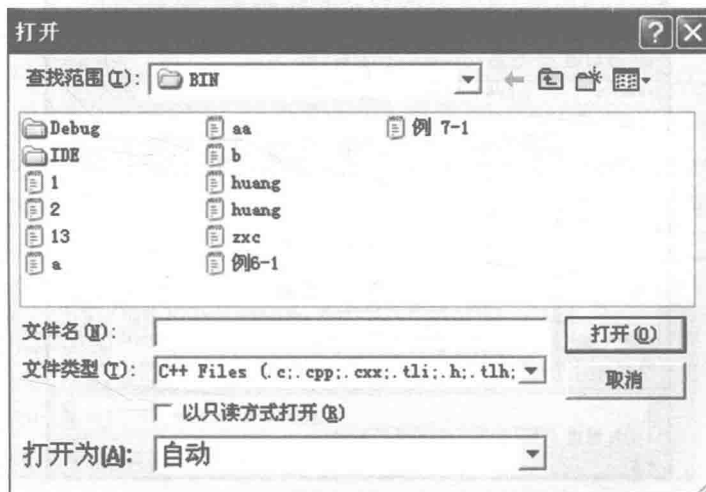 打开
查找范围(I): BIN
Debug aa 例 7-1
IDE b
1 huang
2 huang
13 zxc
a 例6-1
文件名(N): 打开(O)
文件类型(T): C++ Files (.c;.cpp;.cxx;.tli;.h;.tlh; 取消
以只读方式打开(R)
打开为(A): 自动